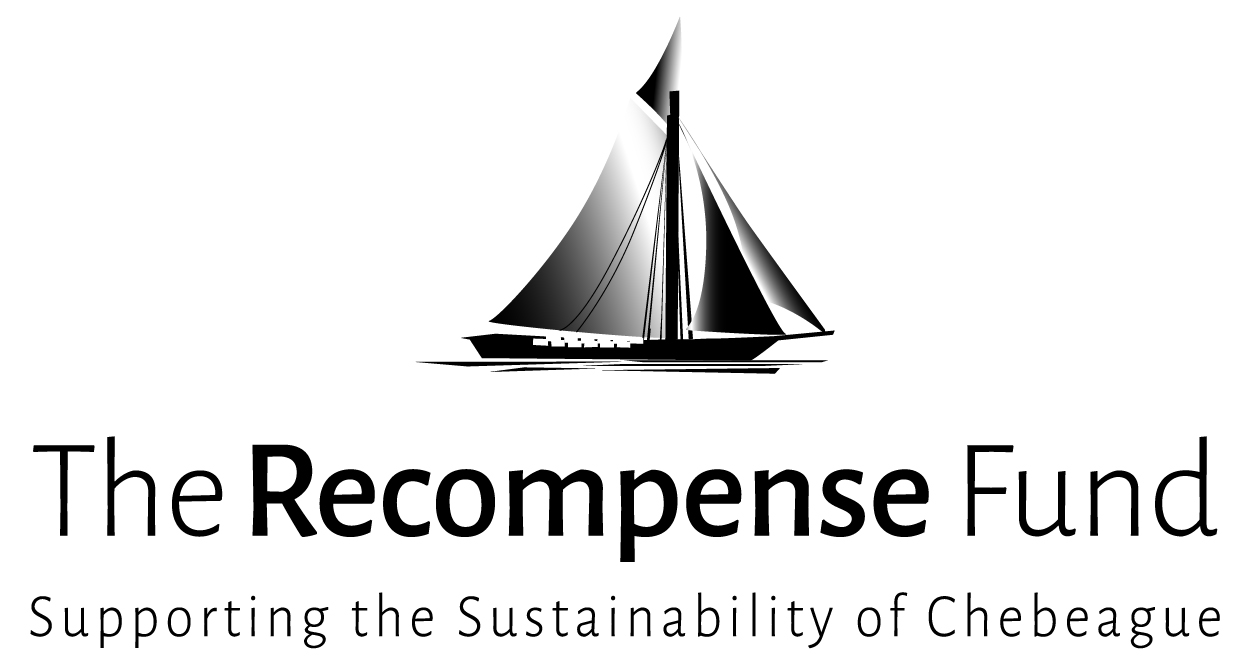 The Recompense Fund
Supporting the Sustainability of Chebeague